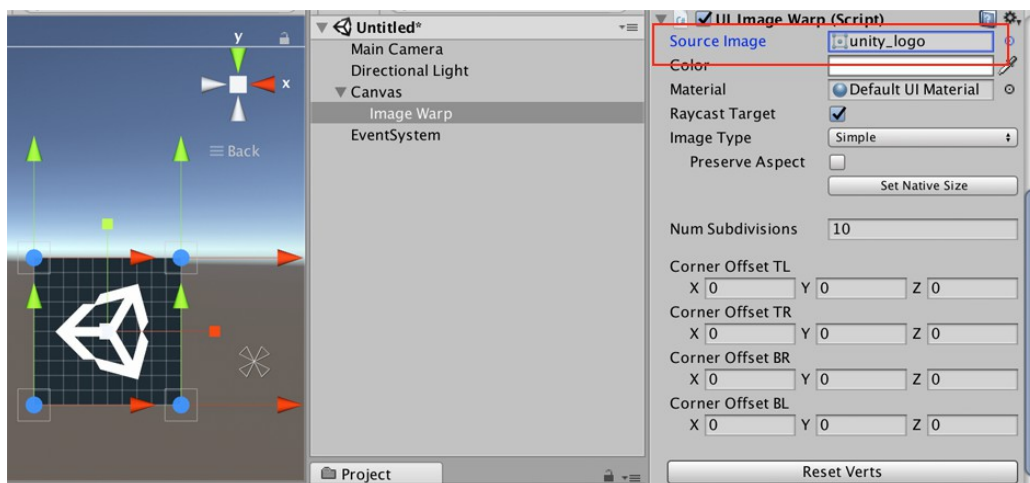 y
x
Back
Untitled*
Main Camera
Directional Light
Canvas
Image Warp
EventSystem
Project
UI Image Warp (Script)
Source Image unity_logo
Color
Material Default UI Material
Raycast Target
Image Type Simple
Preserve Aspect
Set Native Size
Num Subdivisions 10
Corner Offset TL
X 0 Y 0 Z 0
Corner Offset TR
X 0 Y 0 Z 0
Corner Offset BR
X 0 Y 0 Z 0
Corner Offset BL
X 0 Y 0 Z 0
Reset Verts